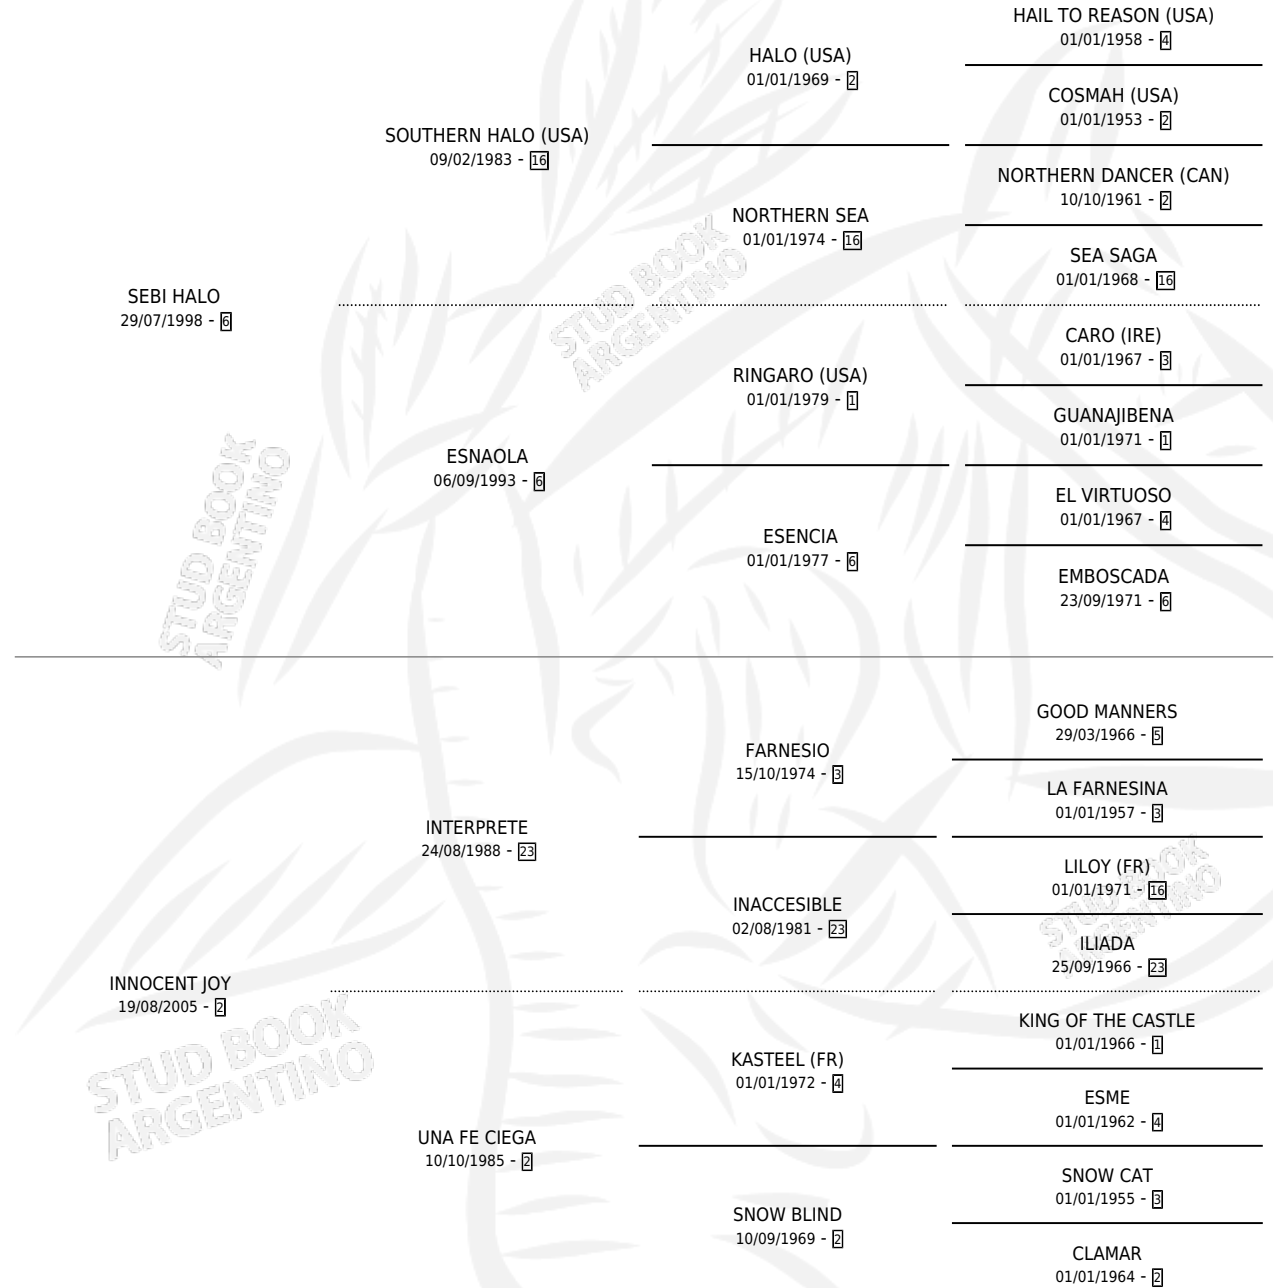 HAIL TO REASON (USA)
01/01/1958 - 4
HALO (USA)
01/01/1969 - 2
COSMAH (USA)
01/01/1953 - 2
SOUTHERN HALO (USA)
09/02/1983 - 16
NORTHERN DANCER (CAN)
10/10/1961 - 2
NORTHERN SEA
01/01/1974 - 16
SEA SAGA
01/01/1968 - 16
SEBI HALO
29/07/1998 - 6
STUD BOOK
ARGENTINO
CARO (IRE)
01/01/1967 - 3
RINGARO (USA)
01/01/1979 - 1
GUANAJIBENA
01/01/1971 - 1
ESNAOLA
06/09/1993 - 6
EL VIRTUOSO
01/01/1967 - 4
ESENCIA
01/01/1977 - 6
EMBOSCADA
23/09/1971 - 6
STUD BOOK
ARGENTINO
GOOD MANNERS
29/03/1966 - 5
FARNESIO
15/10/1974 - 3
LA FARNESINA
01/01/1957 - 3
INTERPRETE
24/08/1988 - 23
LILOY (FR)
01/01/1971 - 16
INACCESIBLE
02/08/1981 - 23
ILIADA
25/09/1966 - 23
STUD BOOK
ARGENTINO
INNOCENT JOY
19/08/2005 - 2
STUD BOOK
ARGENTINO
KING OF THE CASTLE
01/01/1966 - 1
KASTEEL (FR)
01/01/1972 - 4
ESME
01/01/1962 - 4
UNA FE CIEGA
10/10/1985 - 2
SNOW CAT
01/01/1955 - 3
SNOW BLIND
10/09/1969 - 2
CLAMAR
01/01/1964 - 2